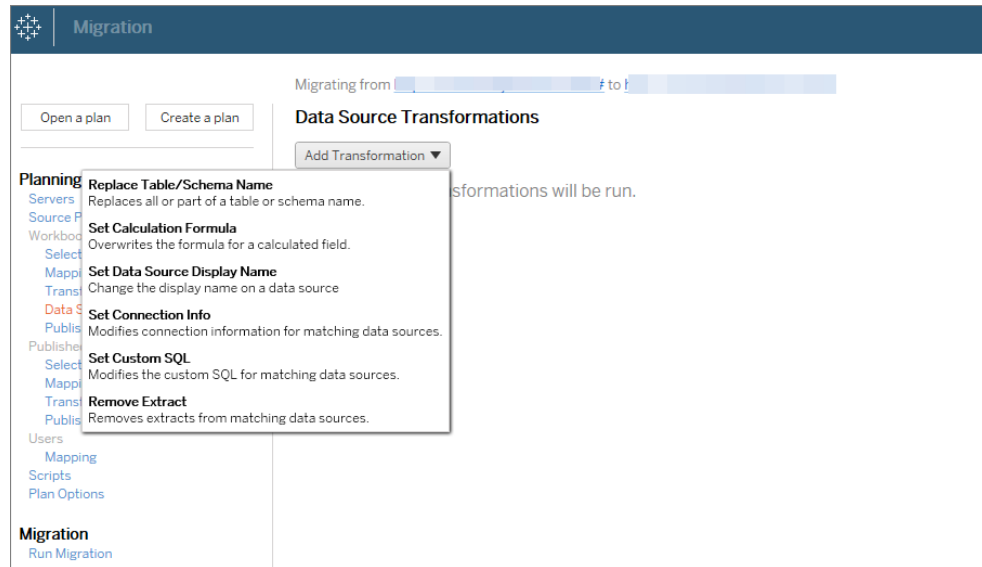 Migration
Migrating from to
Open a plan Create a plan
Data Source Transformations
Add Transformation ▼
sformations will be run.
Planning
Servers
Source P
Workboo
Select
Mappi
Transf
Data S
Publis
Publishe
Select
Mappi
Transf
Publis
Replace Table/Schema Name
Replaces all or part of a table or schema name.
Set Calculation Formula
Overwrites the formula for a calculated field.
Set Data Source Display Name
Change the display name on a data source
Set Connection Info
Modifies connection information for matching data sources.
Set Custom SQL
Modifies the custom SQL for matching data sources.
Remove Extract
Removes extracts from matching data sources.
Users
Mapping
Scripts
Plan Options
Migration
Run Migration